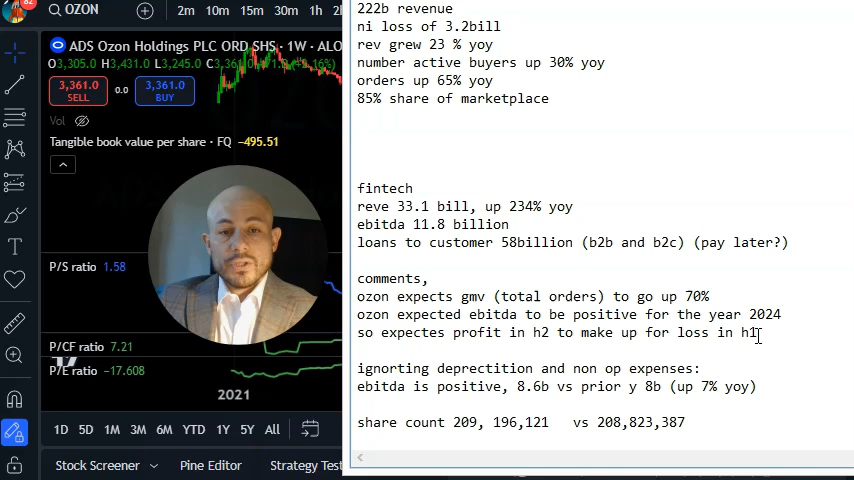 82
OZON
2m 10m 15m 30m 1h 2h
ADS Ozon Holdings PLC ORD SHS · 1W · ALO
O3,305.0 H3,431.0 L3,245.0
3,361.0
SELL
0.0
3,361.0
BUY
Vol
Tangible book value per share · FQ −495.51
P/S ratio 1.58
P/CF ratio 7.21
P/E ratio −17.608
2021
1D 5D 1M 3M 6M YTD 1Y 5Y All
Stock Screener
Pine Editor
Strategy Test
222b revenue
ni loss of 3.2bill
rev grew 23 % yoy
number active buyers up 30% yoy
orders up 65% yoy
85% share of marketplace
fintech
reve 33.1 bill, up 234% yoy
ebitda 11.8 billion
loans to customer 58billion (b2b and b2c) (pay later?)
comments,
ozon expects gmv (total orders) to go up 70%
ozon expected ebitda to be positive for the year 2024
so expectes profit in h2 to make up for loss in h1
ignorting deprectition and non op expenses:
ebitda is positive, 8.6b vs prior y 8b (up 7% yoy)
share count 209, 196,121 vs 208,823,387